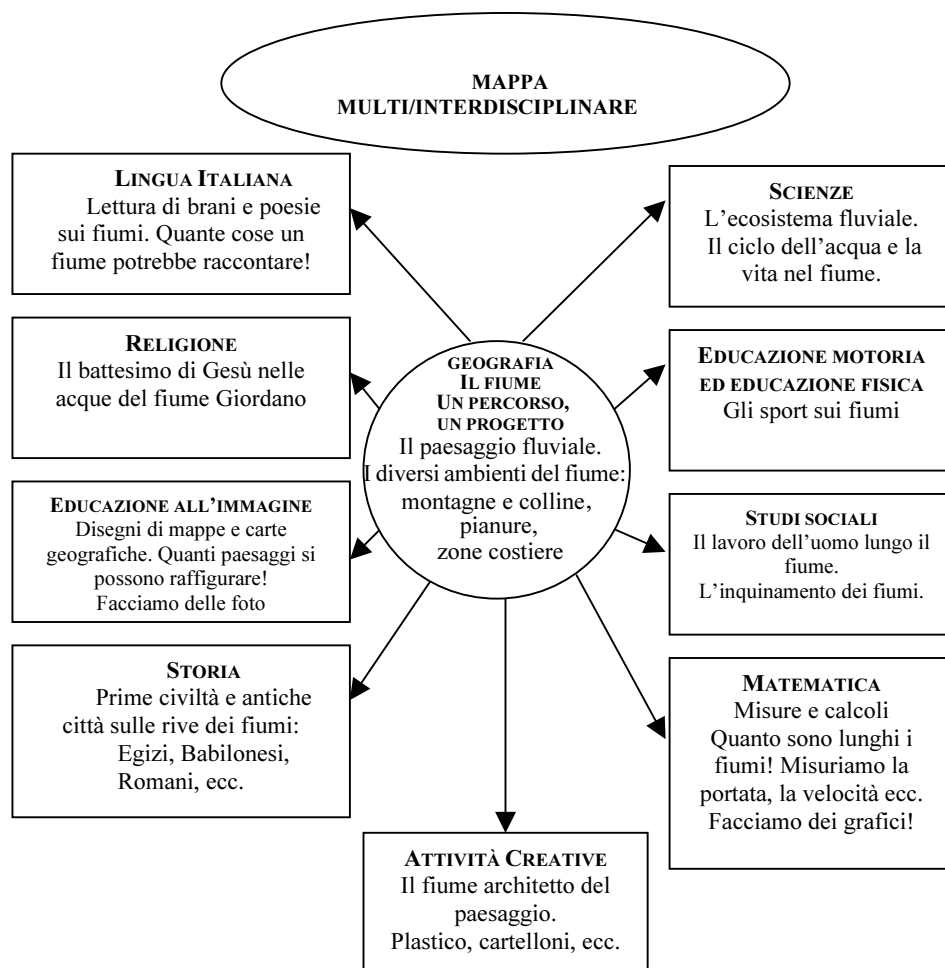 MAPPA
MULTI/INTERDISCIPLINARE
LINGUA ITALIANA
Lettura di brani e poesie
sui fiumi. Quante cose un
fiume potrebbe raccontare!
SCIENZE
L’ecosistema fluviale.
Il ciclo dell’acqua e la
vita nel fiume.
RELIGIONE
Il battesimo di Gesù nelle
acque del fiume Giordano
GEOGRAFIA
IL FIUME
UN PERCORSO,
UN PROGETTO
Il paesaggio fluviale.
I diversi ambienti del fiume:
montagne e colline,
pianure,
zone costiere
EDUCAZIONE MOTORIA
ED EDUCAZIONE FISICA
Gli sport sui fiumi
EDUCAZIONE ALL’IMMAGINE
Disegni di mappe e carte
geografiche. Quanti paesaggi si
possono raffigurare!
Facciamo delle foto
STUDI SOCIALI
Il lavoro dell’uomo lungo il
fiume.
L’inquinamento dei fiumi.
STORIA
Prime civiltà e antiche
città sulle rive dei fiumi:
Egizi, Babilonesi,
Romani, ecc.
MATEMATICA
Misure e calcoli
Quanto sono lunghi i
fiumi! Misuriamo la
portata, la velocità ecc.
Facciamo dei grafici!
ATTIVITÀ CREATIVE
Il fiume architetto del
paesaggio.
Plastico, cartelloni, ecc.